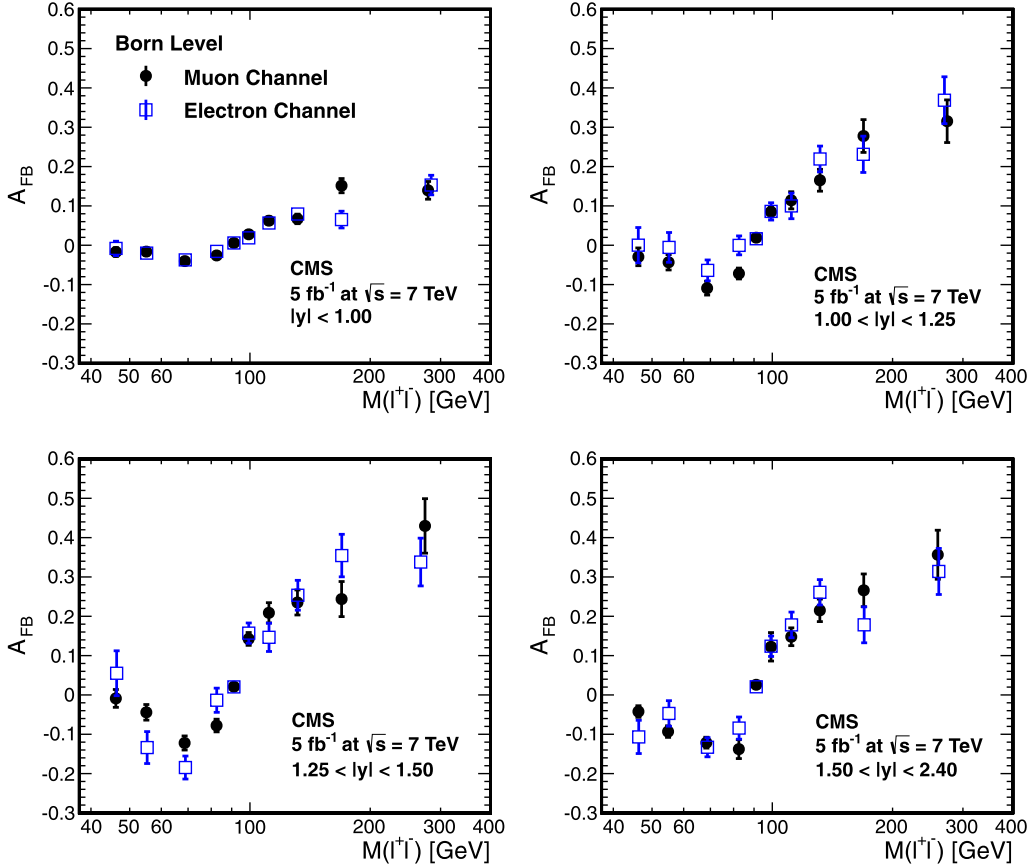 0.6
0.5
0.4
0.3
0.2
0.1
0
-0.1
-0.2
-0.3
A_FB
Born Level
Muon Channel
Electron Channel
CMS
5 fb⁻¹ at √s = 7 TeV
|y| < 1.00
40 50 60 100 200 300 400
M(l⁺l⁻) [GeV]
0.6
0.5
0.4
0.3
0.2
0.1
0
-0.1
-0.2
-0.3
A_FB
CMS
5 fb⁻¹ at √s = 7 TeV
1.00 < |y| < 1.25
40 50 60 100 200 300 400
M(l⁺l⁻) [GeV]
0.6
0.5
0.4
0.3
0.2
0.1
0
-0.1
-0.2
-0.3
A_FB
CMS
5 fb⁻¹ at √s = 7 TeV
1.25 < |y| < 1.50
40 50 60 100 200 300 400
M(l⁺l⁻) [GeV]
0.6
0.5
0.4
0.3
0.2
0.1
0
-0.1
-0.2
-0.3
A_FB
CMS
5 fb⁻¹ at √s = 7 TeV
1.50 < |y| < 2.40
40 50 60 100 200 300 400
M(l⁺l⁻) [GeV]